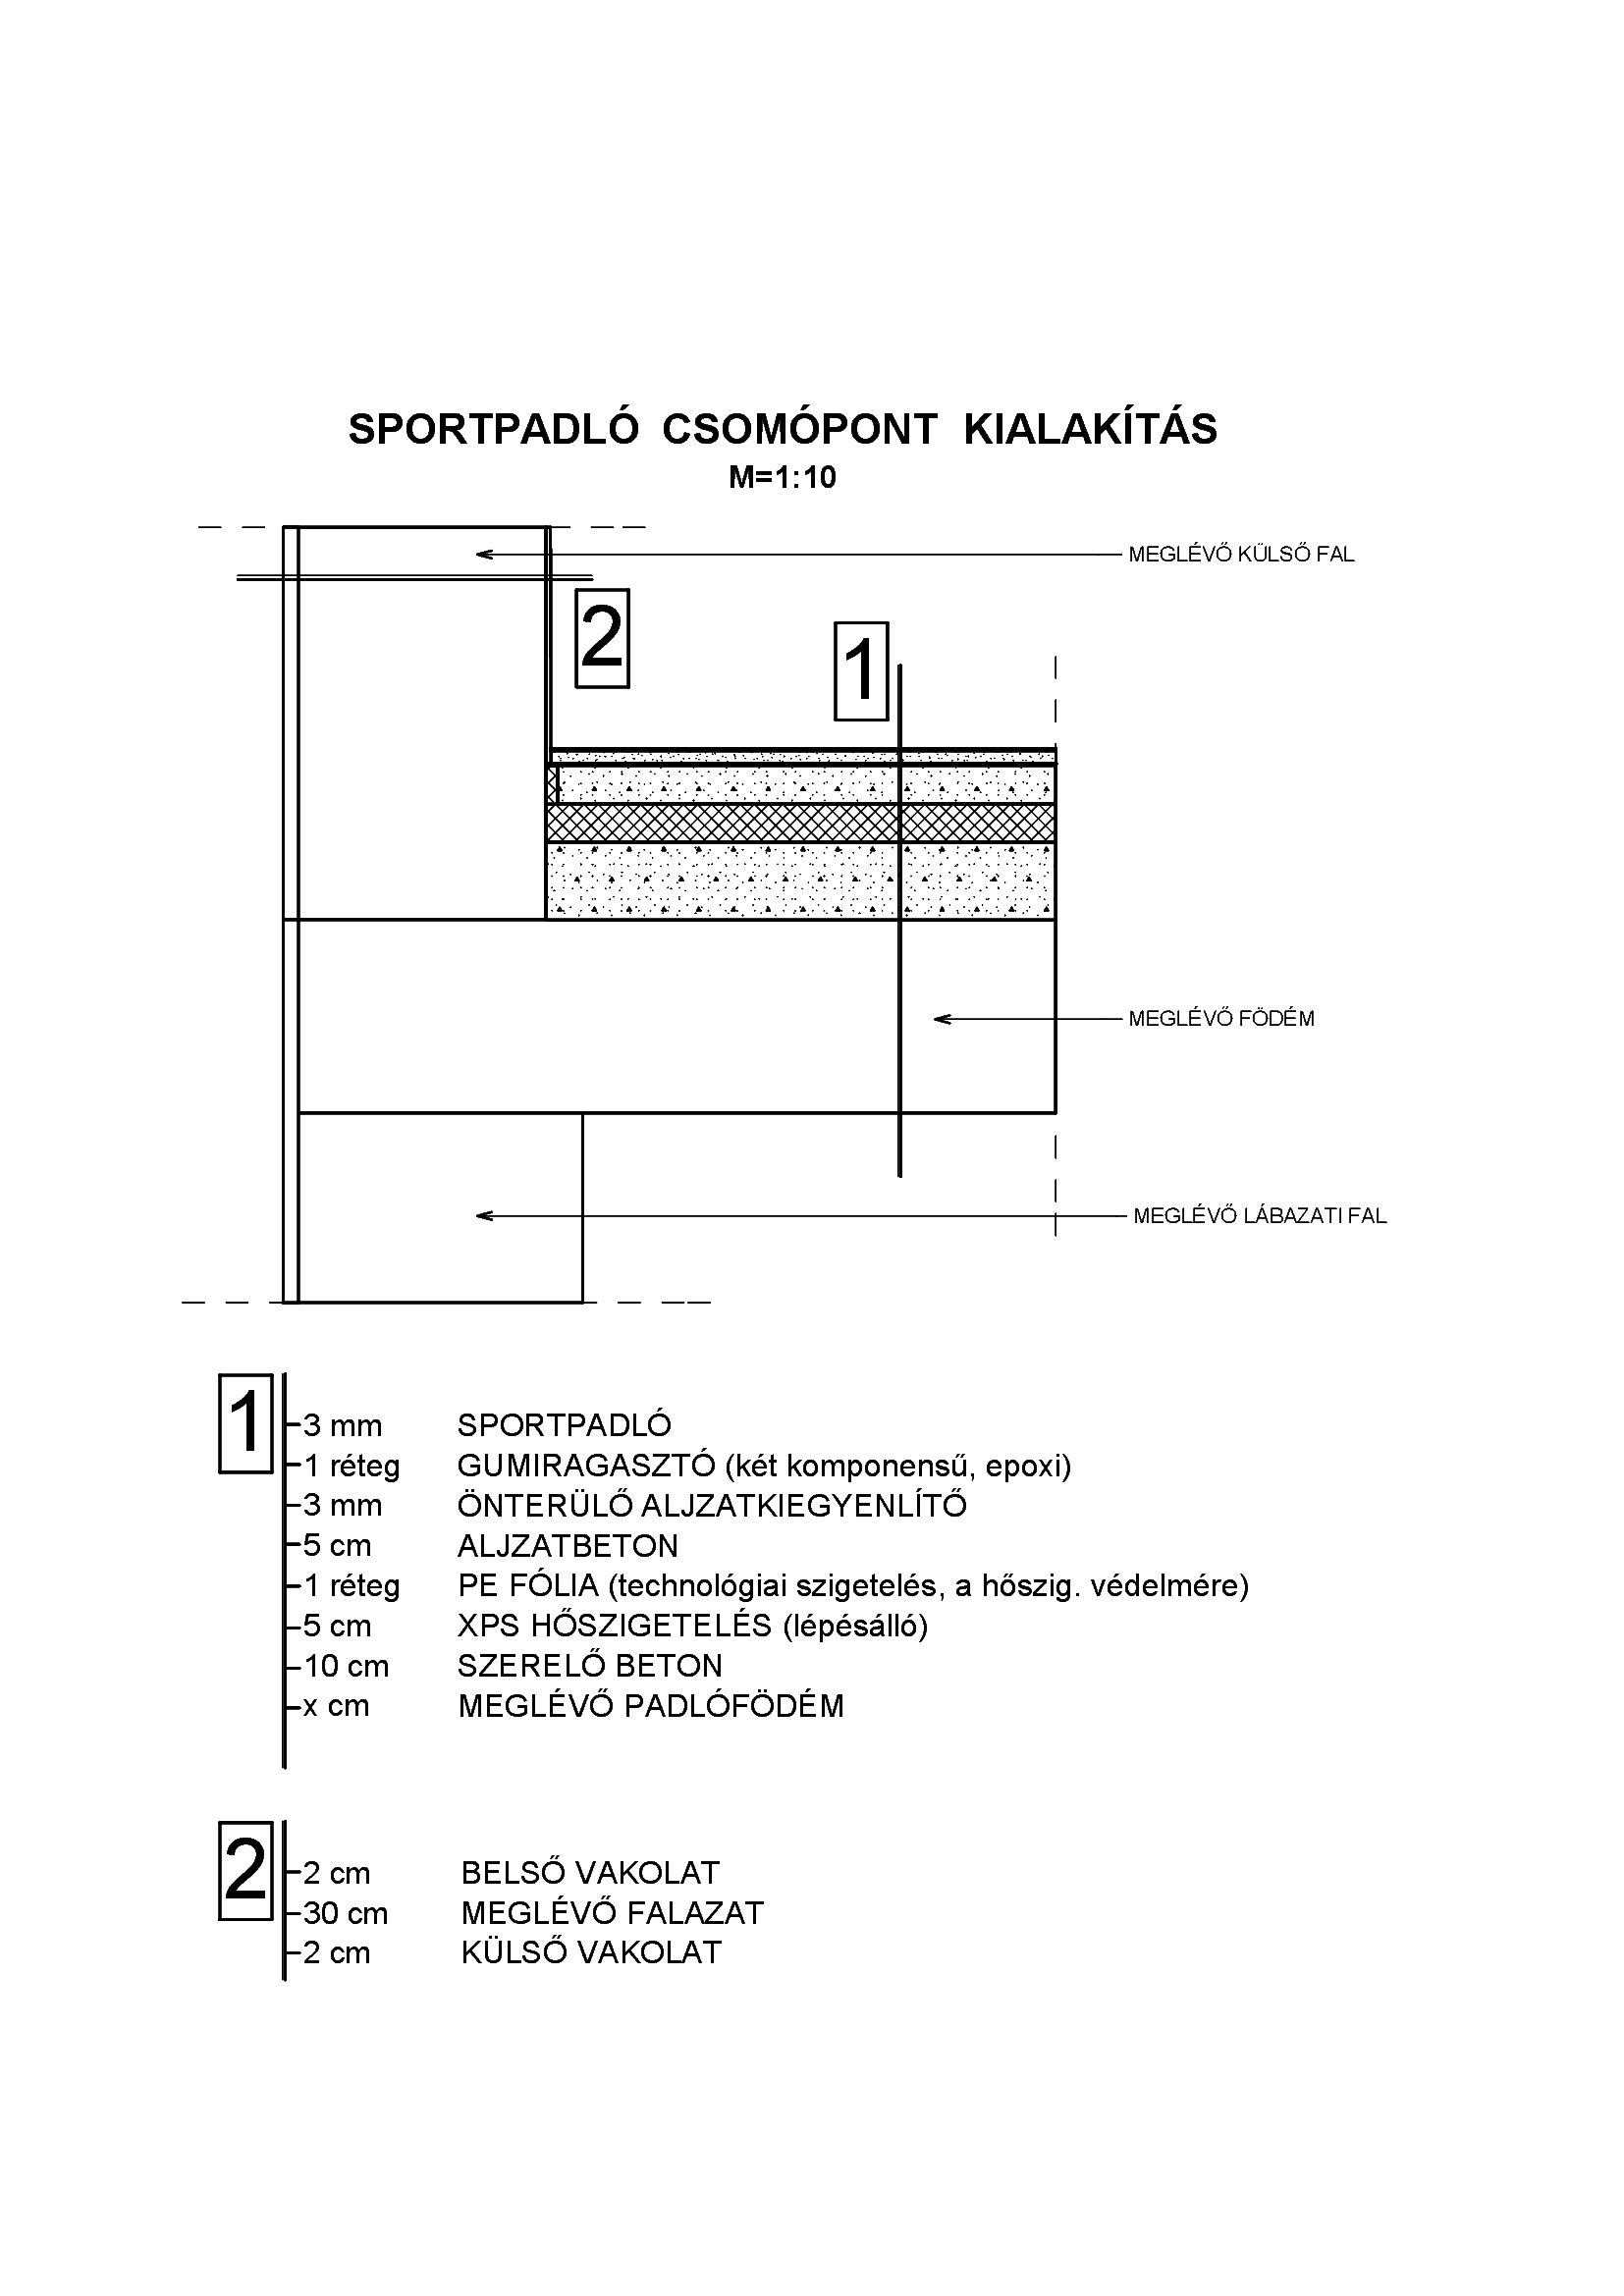 SPORTPADLÓ CSOMÓPONT KIALAKÍTÁS
M=1:10
MEGLÉVŐ KÜLSŐ FAL
2
1
MEGLÉVŐ FÖDÉM
MEGLÉVŐ LÁBAZATI FAL
1
3 mm SPORTPADLÓ
1 réteg GUMIRAGASZTÓ (két komponensű, epoxi)
3 mm ÖNTERÜLŐ ALJZATKIEGYENLÍTŐ
5 cm ALJZATBETON
1 réteg PE FÓLIA (technológiai szigetelés, a hőszig. védelmére)
5 cm XPS HŐSZIGETELÉS (lépésálló)
10 cm SZERELŐ BETON
x cm MEGLÉVŐ PADLÓFÖDÉM
2
2 cm BELSŐ VAKOLAT
30 cm MEGLÉVŐ FALAZAT
2 cm KÜLSŐ VAKOLAT